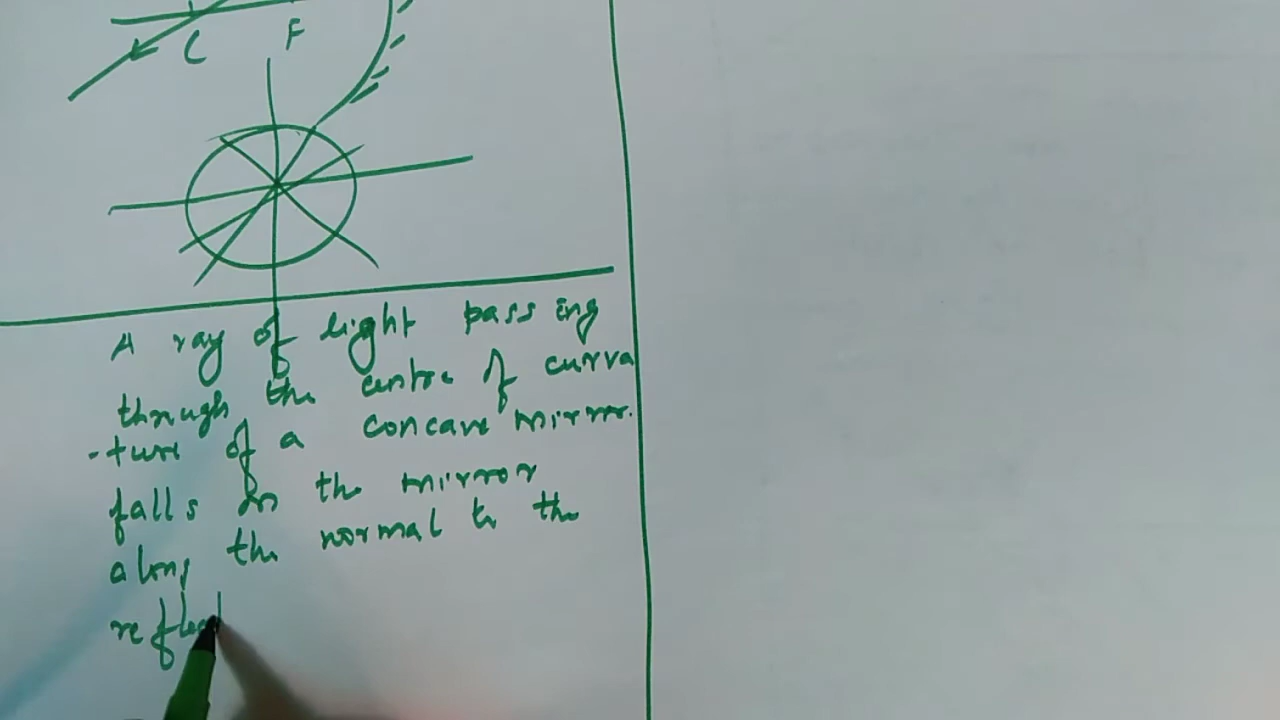 C F
A ray of light passing
through the centre of curva
-ture of a concave mirror.
falls on the mirror
along the normal to the
reflect